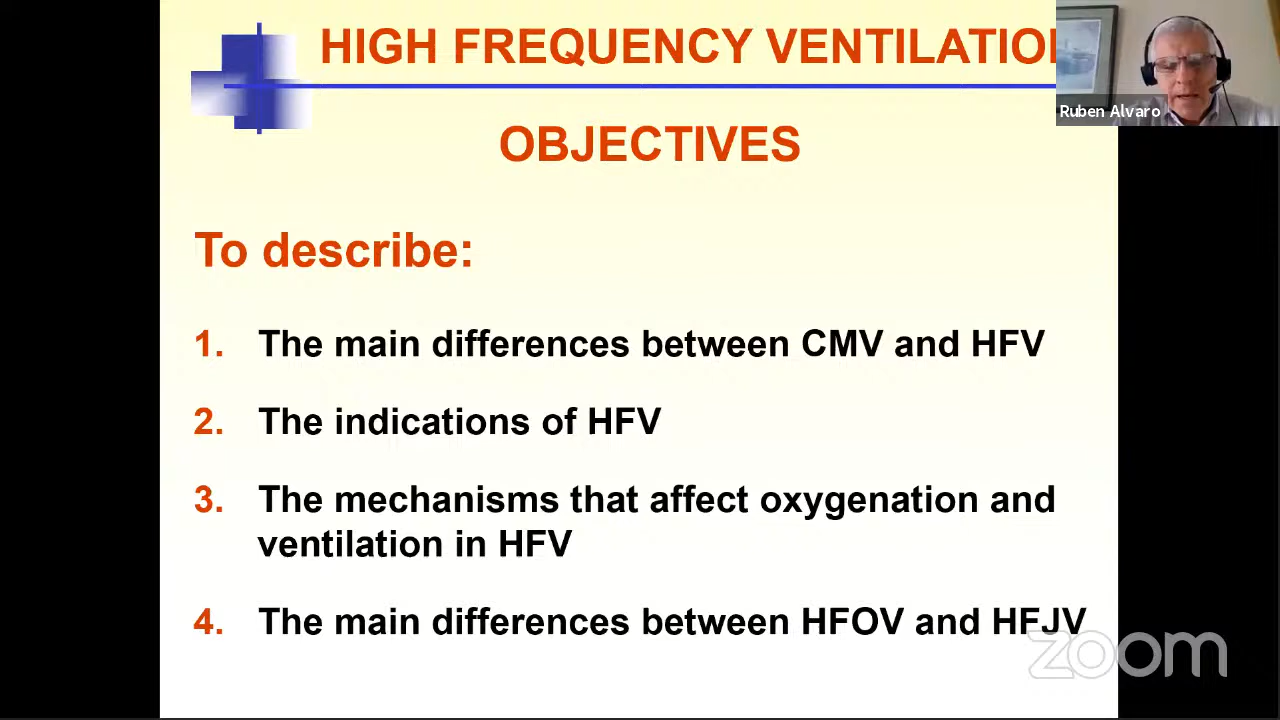 HIGH FREQUENCY VENTILATIO
Ruben Alvaro
OBJECTIVES
To describe:
1. The main differences between CMV and HFV
2. The indications of HFV
3. The mechanisms that affect oxygenation and
ventilation in HFV
4. The main differences between HFOV and HFJV
zoom